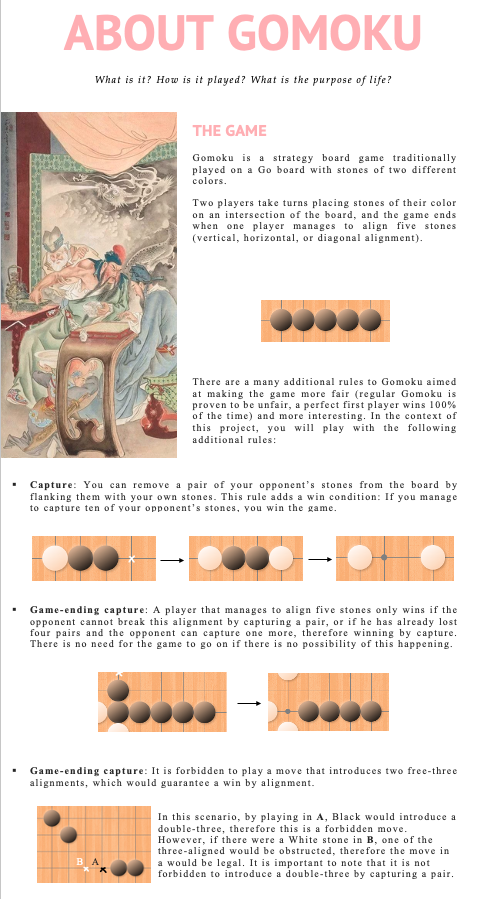 ABOUT GOMOKU
What is it? How is it played? What is the purpose of life?
THE GAME
Gomoku is a strategy board game traditionally
played on a Go board with stones of two different
colors.
Two players take turns placing stones of their color
on an intersection of the board, and the game ends
when one player manages to align five stones
(vertical, horizontal, or diagonal alignment).
There are a many additional rules to Gomoku aimed
at making the game more fair (regular Gomoku is
proven to be unfair, a perfect first player wins 100%
of the time) and more interesting. In the context of
this project, you will play with the following
additional rules:
▪ Capture: You can remove a pair of your opponent's stones from the board by
flanking them with your own stones. This rule adds a win condition: If you manage
to capture ten of your opponent's stones, you win the game.
▪ Game-ending capture: A player that manages to align five stones only wins if the
opponent cannot break this alignment by capturing a pair, or if he has already lost
four pairs and the opponent can capture one more, therefore winning by capture.
There is no need for the game to go on if there is no possibility of this happening.
▪ Game-ending capture: It is forbidden to play a move that introduces two free-three
alignments, which would guarantee a win by alignment.
B A
In this scenario, by playing in A, Black would introduce a
double-three, therefore this is a forbidden move.
However, if there were a White stone in B, one of the
three-aligned would be obstructed, therefore the move in
a would be legal. It is important to note that it is not
forbidden to introduce a double-three by capturing a pair.